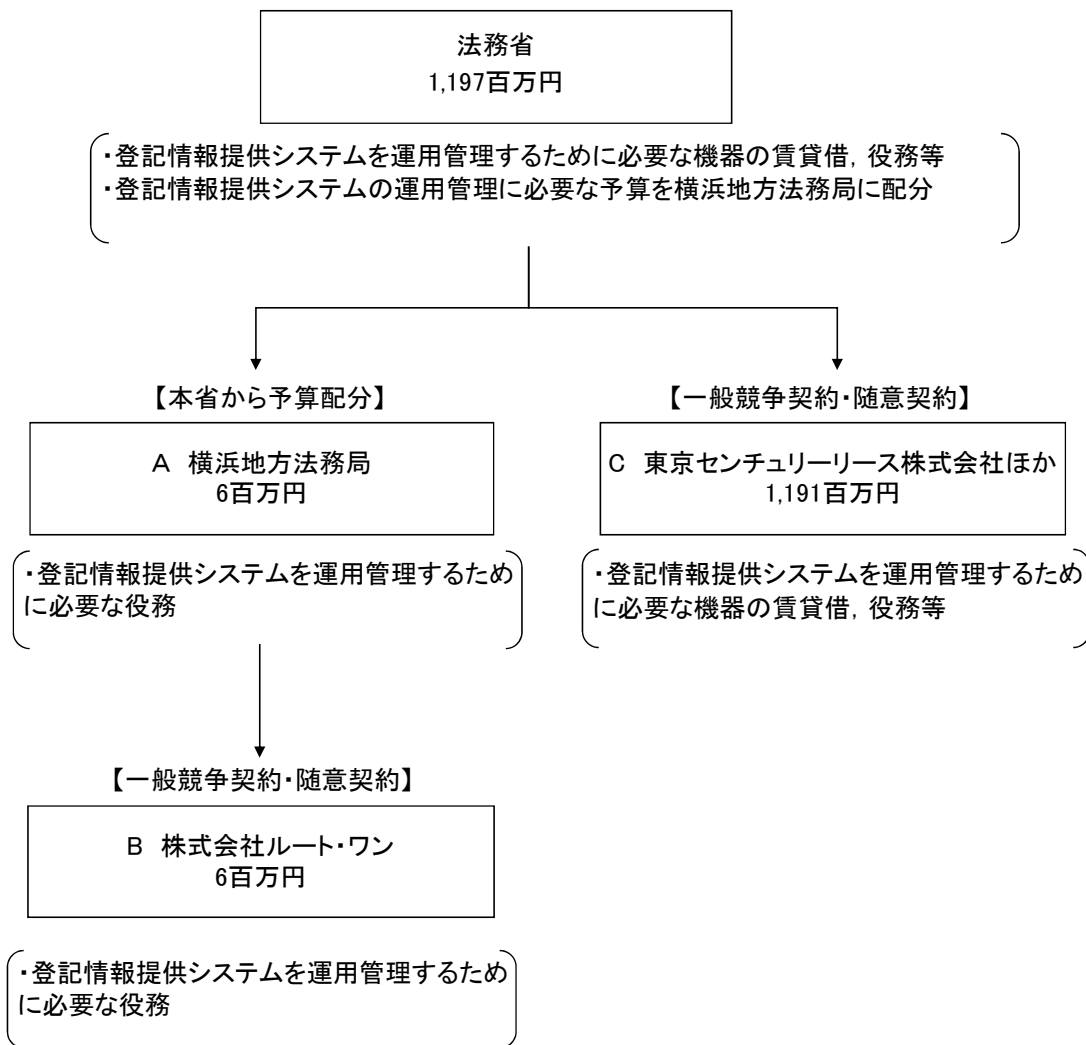 法務省
1,197百万円
・登記情報提供システムを運用管理するために必要な機器の賃貸借，役務等
・登記情報提供システムの運用管理に必要な予算を横浜地方法務局に配分
【本省から予算配分】
A 横浜地方法務局
6百万円
・登記情報提供システムを運用管理するため
に必要な役務
【一般競争契約・随意契約】
C 東京センチュリーリース株式会社ほか
1,191百万円
・登記情報提供システムを運用管理するため
に必要な機器の賃貸借，役務等
【一般競争契約・随意契約】
B 株式会社ルート・ワン
6百万円
・登記情報提供システムを運用管理するため
に必要な役務